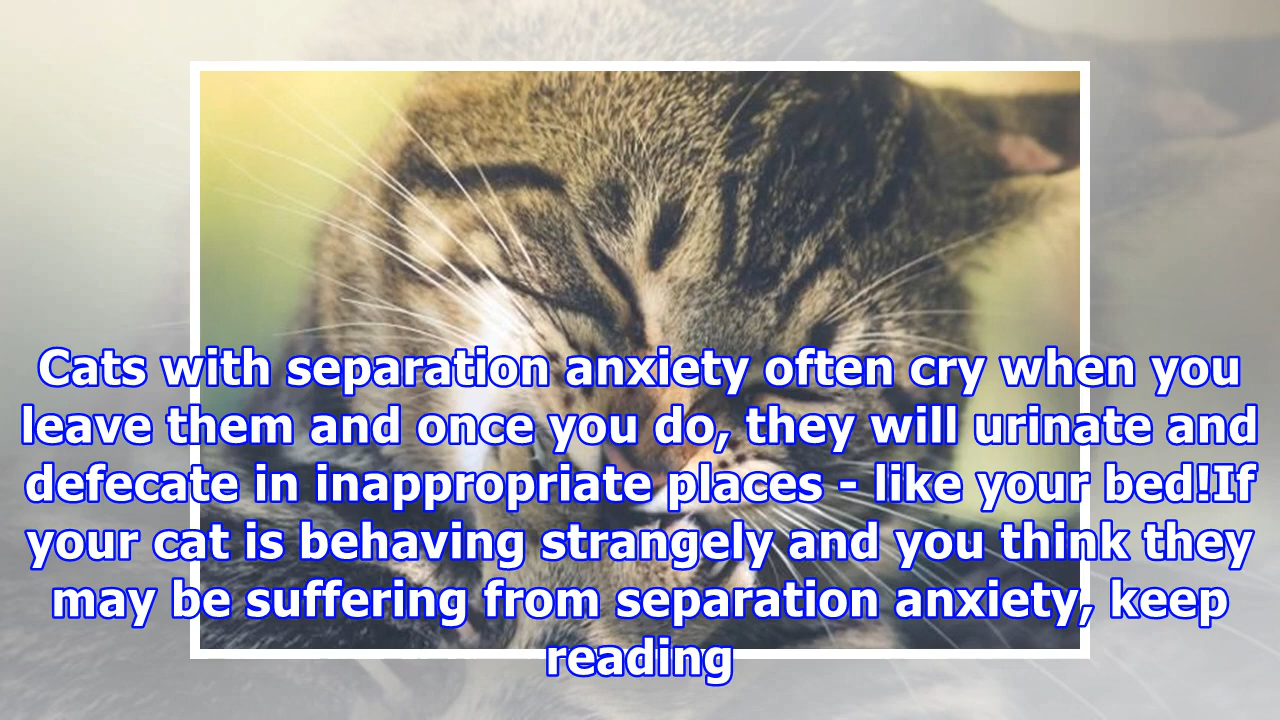 Cats with separation anxiety often cry when you
leave them and once you do, they will urinate and
defecate in inappropriate places - like your bed!If
your cat is behaving strangely and you think they
may be suffering from separation anxiety, keep
reading